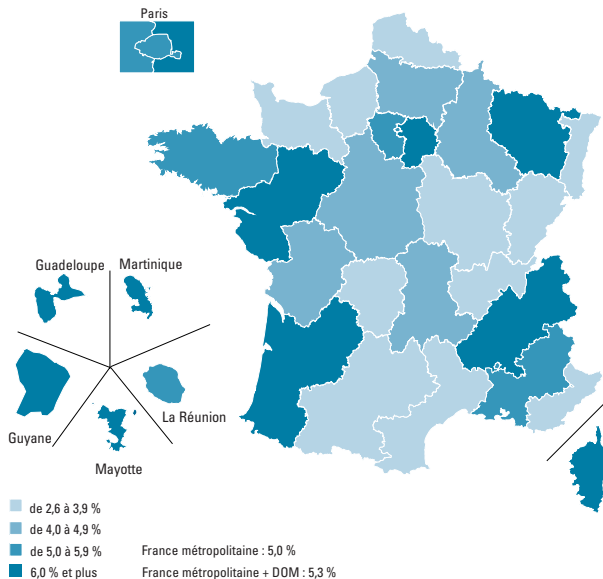 Paris
Guadeloupe
Martinique
La Réunion
Guyane
Mayotte
de 2,6 à 3,9 %
de 4,0 à 4,9 %
de 5,0 à 5,9 % France métropolitaine : 5,0 %
6,0 % et plus France métropolitaine + DOM : 5,3 %